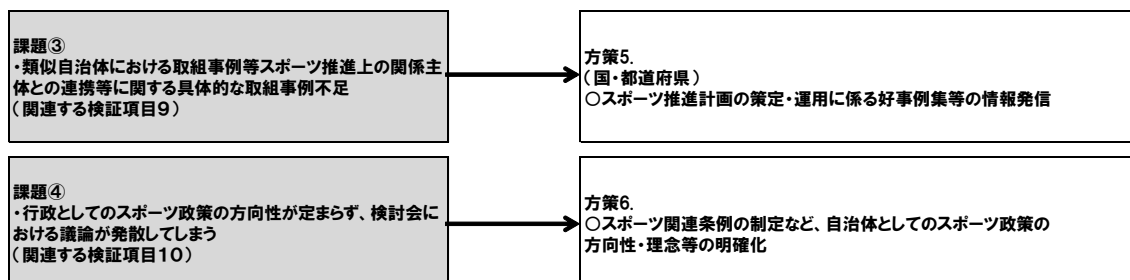 課題③
・類似自治体における取組事例等スポーツ推進上の関係主
体との連携等に関する具体的な取組事例不足
（関連する検証項目９）
方策5.
（国・都道府県）
○スポーツ推進計画の策定・運用に係る好事例集等の情報発信
課題④
・行政としてのスポーツ政策の方向性が定まらず、検討会に
おける議論が発散してしまう
（関連する検証項目１０）
方策6.
○スポーツ関連条例の制定など、自治体としてのスポーツ政策の
方向性・理念等の明確化